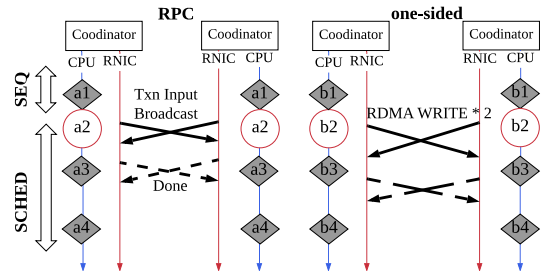 RPC
one-sided
Coodinator
Coodinator
Coodinator
Coodinator
CPU RNIC
RNIC CPU
CPU RNIC
RNIC CPU
SEQ
SCHED
a1
a1
b1
b1
Txn Input
Broadcast
RDMA WRITE * 2
a2
a2
b2
b2
a3
a3
b3
b3
Done
a4
a4
b4
b4